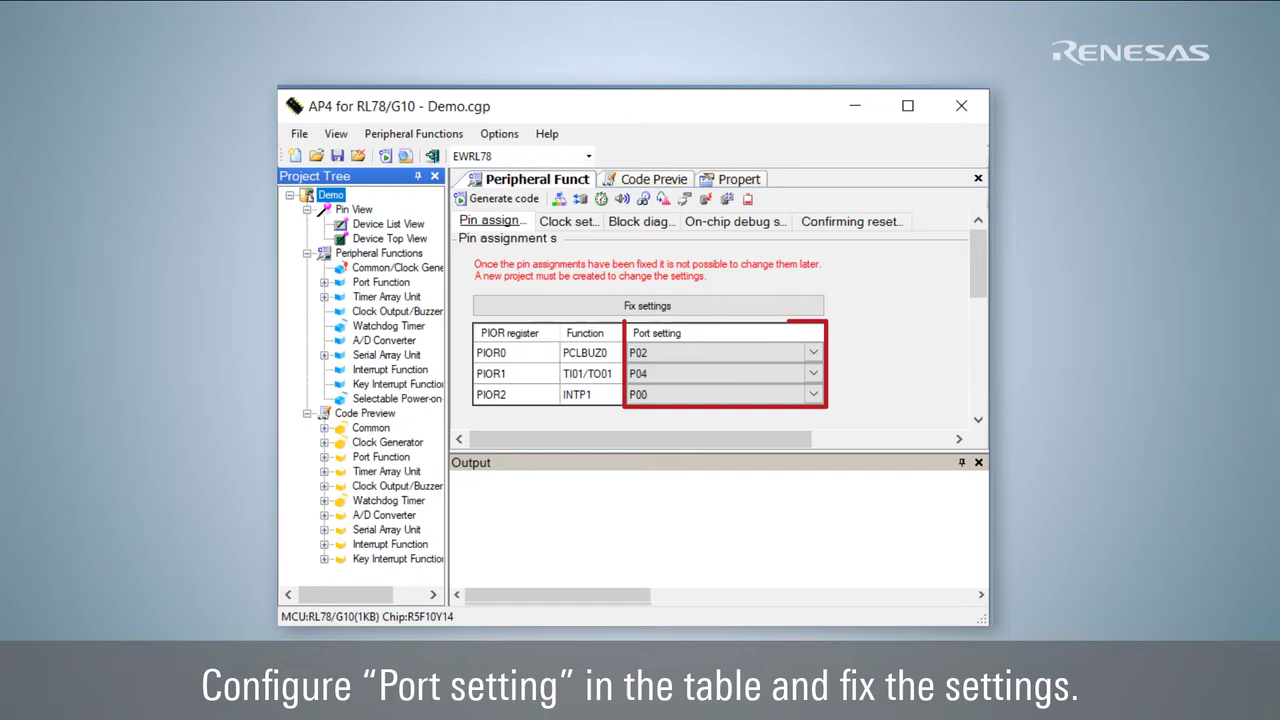 RENESAS
AP4 for RL78/G10 - Demo.cgp
File View Peripheral Functions Options Help
EWRL78
Project Tree
Demo
Pin View
Device List View
Device Top View
Peripheral Functions
Common/Clock Gene
Port Function
Timer Array Unit
Clock Output/Buzzer
Watchdog Timer
A/D Converter
Serial Array Unit
Interrupt Function
Key Interrupt Functio
Selectable Power-on
Code Preview
Common
Clock Generator
Port Function
Timer Array Unit
Clock Output/Buzzer
Watchdog Timer
A/D Converter
Serial Array Unit
Interrupt Function
Key Interrupt Functio
Peripheral Funct Code Previe Propert
Generate code
Pin assign... Clock set... Block diag... On-chip debug s... Confirming reset...
Pin assignment s
Once the pin assignments have been fixed it is not possible to change them later.
A new project must be created to change the settings.
Fix settings
PIOR register Function Port setting
PIOR0 PCLBUZ0 P02
PIOR1 TI01/TO01 P04
PIOR2 INTP1 P00
Output
MCU:RL78/G10(1KB) Chip:R5F10Y14
Configure “Port setting” in the table and fix the settings.